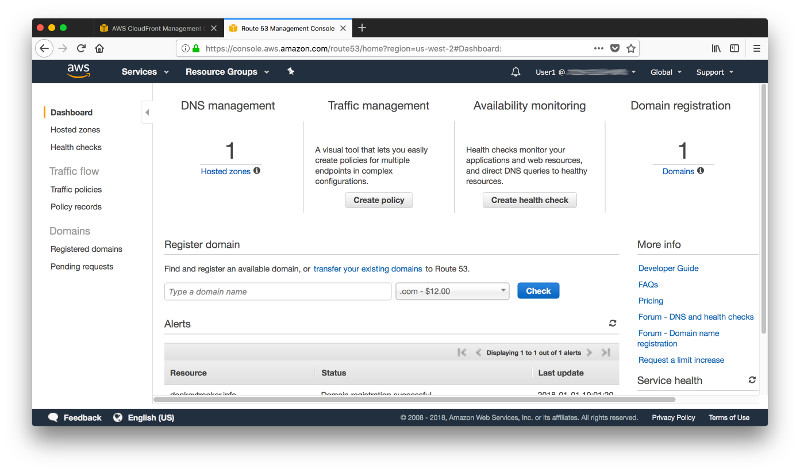 AWS CloudFront Management
Route 53 Management Console
https://console.aws.amazon.com/route53/home?region=us-west-2#Dashboard:
aws
Services
Resource Groups
User1 @
Global
Support
Dashboard
Hosted zones
Health checks
Traffic flow
Traffic policies
Policy records
Domains
Registered domains
Pending requests
DNS management
1
Hosted zones
Traffic management
A visual tool that lets you easily
create policies for multiple
endpoints in complex
configurations.
Create policy
Availability monitoring
Health checks monitor your
applications and web resources,
and direct DNS queries to healthy
resources.
Create health check
Domain registration
1
Domains
Register domain
Find and register an available domain, or transfer your existing domains to Route 53.
Type a domain name
.com - $12.00
Check
Alerts
Displaying 1 to 1 out of 1 alerts
Resource
Status
Last update
Domain registration successful
More info
Developer Guide
FAQs
Pricing
Forum - DNS and health checks
Forum - Domain name
registration
Request a limit increase
Service health
Feedback
English (US)
© 2008 - 2018, Amazon Web Services, Inc. or its affiliates. All rights reserved.
Privacy Policy
Terms of Use